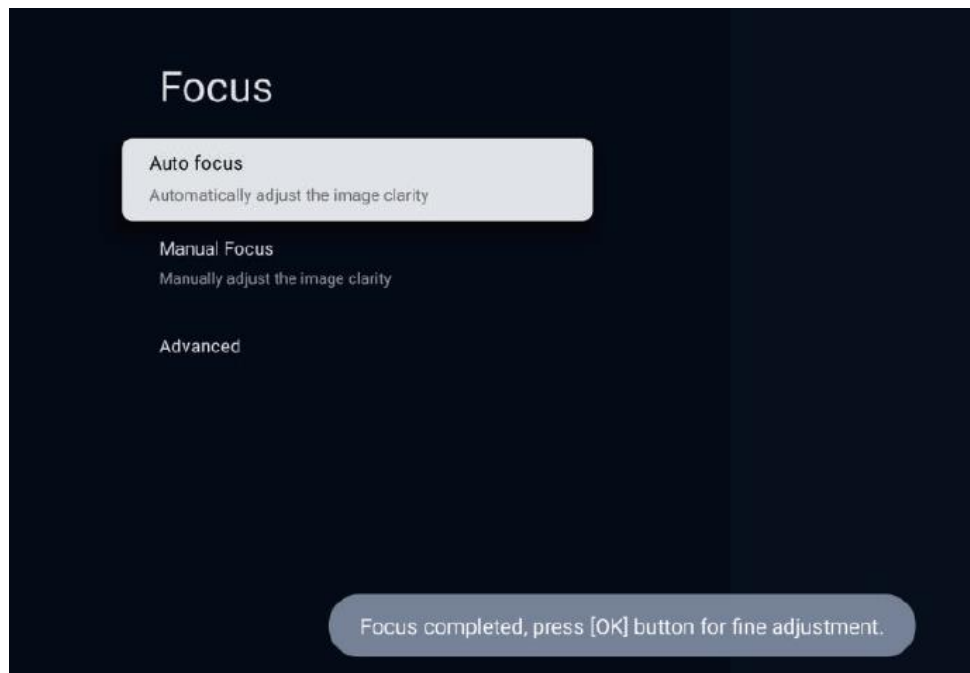 Focus
Auto focus
Automatically adjust the image clarity
Manual Focus
Manually adjust the image clarity
Advanced
Focus completed, press [OK] button for fine adjustment.